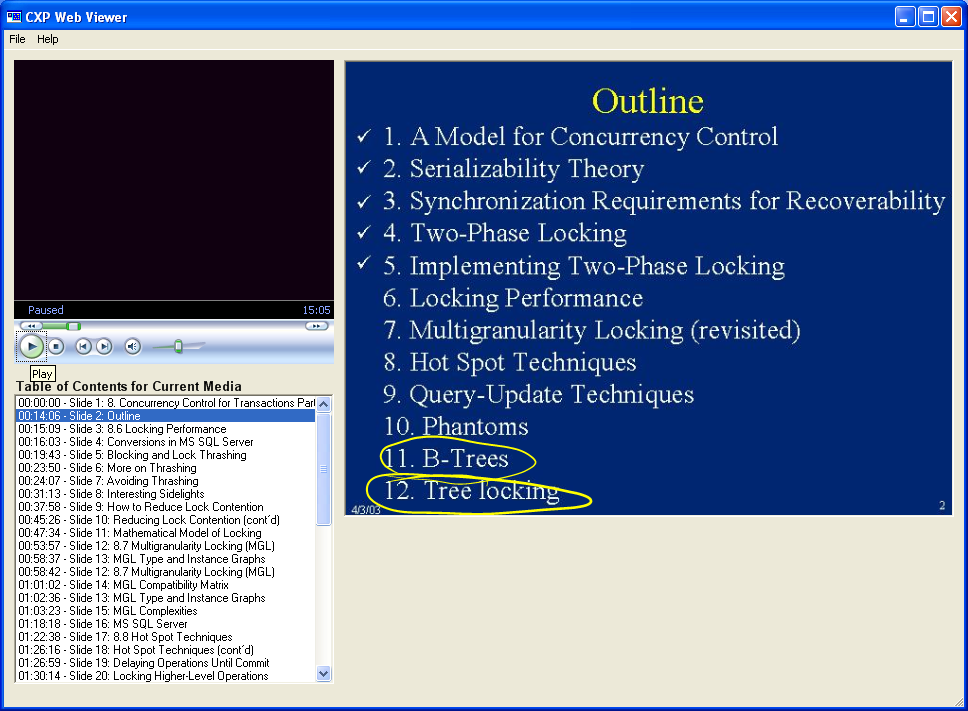 CXP Web Viewer
File Help
Paused 15:05
Play
Table of Contents for Current Media
00:00:00 - Slide 1: 8. Concurrency Control for Transactions Part
00:14:06 - Slide 2: Outline
00:15:09 - Slide 3: 8.6 Locking Performance
00:16:03 - Slide 4: Conversions in MS SQL Server
00:19:43 - Slide 5: Blocking and Lock Thrashing
00:23:50 - Slide 6: More on Thrashing
00:24:07 - Slide 7: Avoiding Thrashing
00:31:13 - Slide 8: Interesting Sidelights
00:37:58 - Slide 9: How to Reduce Lock Contention
00:45:26 - Slide 10: Reducing Lock Contention (cont´d)
00:47:34 - Slide 11: Mathematical Model of Locking
00:53:57 - Slide 12: 8.7 Multigranularity Locking (MGL)
00:58:37 - Slide 13: MGL Type and Instance Graphs
00:58:42 - Slide 12: 8.7 Multigranularity Locking (MGL)
01:01:02 - Slide 14: MGL Compatibility Matrix
01:02:36 - Slide 13: MGL Type and Instance Graphs
01:03:23 - Slide 15: MGL Complexities
01:18:18 - Slide 16: MS SQL Server
01:22:38 - Slide 17: 8.8 Hot Spot Techniques
01:26:16 - Slide 18: Hot Spot Techniques (cont´d)
01:26:59 - Slide 19: Delaying Operations Until Commit
01:30:14 - Slide 20: Locking Higher-Level Operations
Outline
✓ 1. A Model for Concurrency Control
✓ 2. Serializability Theory
✓ 3. Synchronization Requirements for Recoverability
✓ 4. Two-Phase Locking
✓ 5. Implementing Two-Phase Locking
6. Locking Performance
7. Multigranularity Locking (revisited)
8. Hot Spot Techniques
9. Query-Update Techniques
10. Phantoms
11. B-Trees
12. Tree locking
4/3/03 2